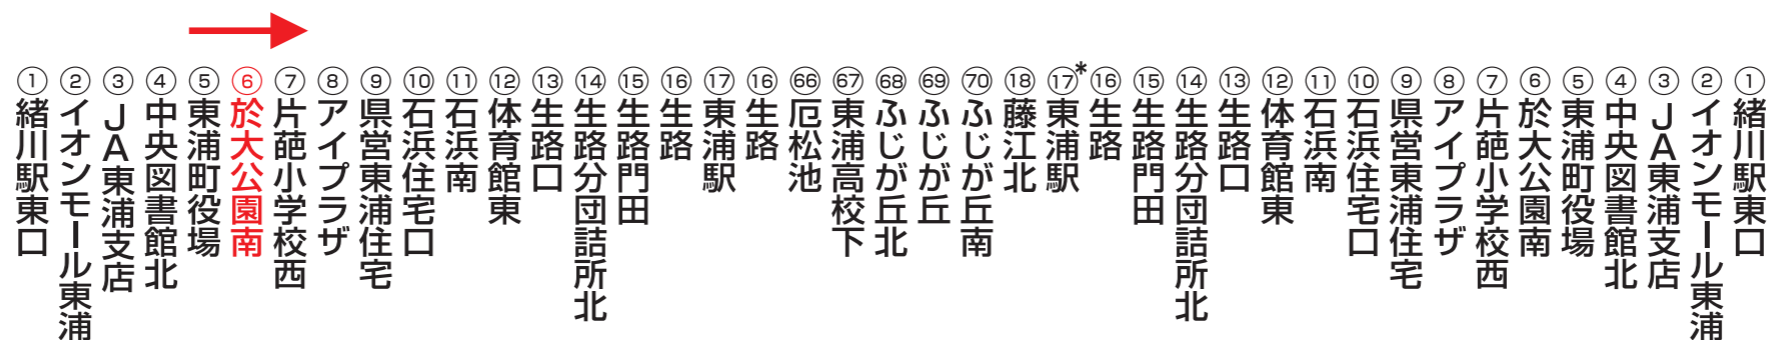 ①緒川駅東口
②イオンモール東浦
③JA東浦支店
④中央図書館北
⑤東浦町役場
⑥於大公園南
⑦片葩小学校西
⑧アイプラザ
⑨県営東浦住宅
⑩石浜住宅口
⑪石浜南
⑫体育館東
⑬生路口
⑭生路分団詰所北
⑮生路門田
⑯生路
⑰東浦駅
⑯生路
66厄松池
67東浦高校下
68ふじが丘北
69ふじが丘
70ふじが丘南
⑱藤江北
⑰*東浦駅
⑯生路
⑮生路門田
⑭生路分団詰所北
⑬生路口
⑫体育館東
⑪石浜南
⑩石浜住宅口
⑨県営東浦住宅
⑧アイプラザ
⑦片葩小学校西
⑥於大公園南
⑤東浦町役場
④中央図書館北
③JA東浦支店
②イオンモール東浦
①緒川駅東口